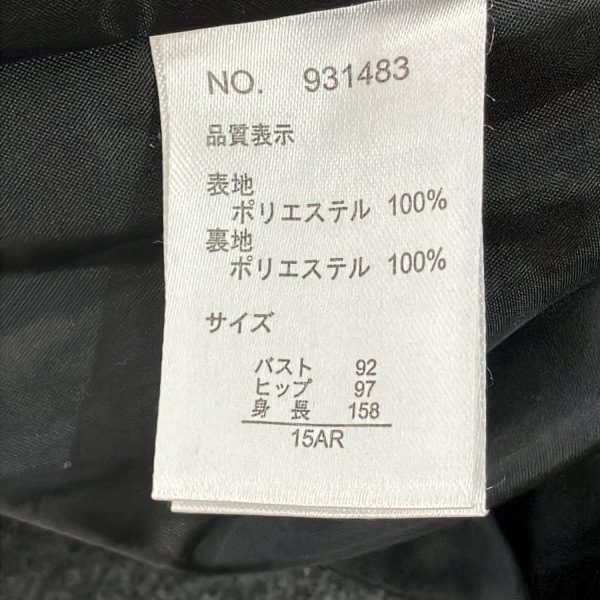 NO. 931483
品質表示
表地
ポリエステル 100%
裏地
ポリエステル 100%
サイズ
バスト 92
ヒップ 97
身長 158
15AR